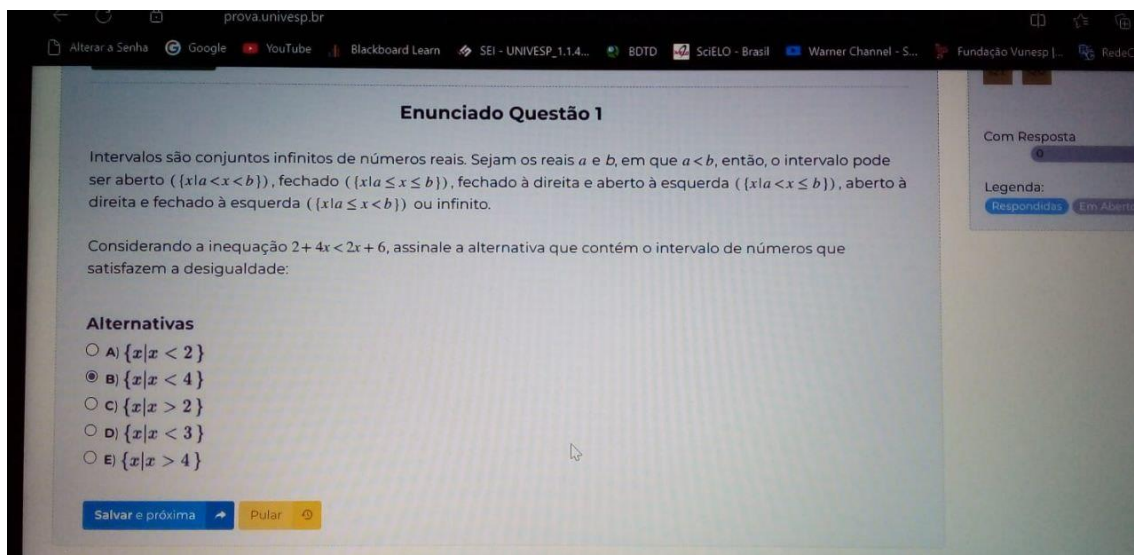 prova.univesp.br
Alterar a Senha Google YouTube Blackboard Learn SEI - UNIVESP_1.1.4... BDTD SciELO - Brasil Warner Channel - S... Fundação Vunesp |... RedeC
Enunciado Questão 1
Intervalos são conjuntos infinitos de números reais. Sejam os reais a e b, em que a < b, então, o intervalo pode
ser aberto ({x|a<x<b}), fechado ({x|a ≤ x ≤ b}), fechado à direita e aberto à esquerda ({x|a < x ≤ b}), aberto à
direita e fechado à esquerda ({x|a ≤ x < b}) ou infinito.
Considerando a inequação 2+ 4x < 2x + 6, assinale a alternativa que contém o intervalo de números que
satisfazem a desigualdade:
Alternativas
A) {x|x < 2}
B) {x|x < 4}
C) {x|x > 2}
D) {x|x < 3}
E) {x|x > 4}
Salvar e próxima
Pular
Com Resposta
0
Legenda:
Respondidas Em Aberto